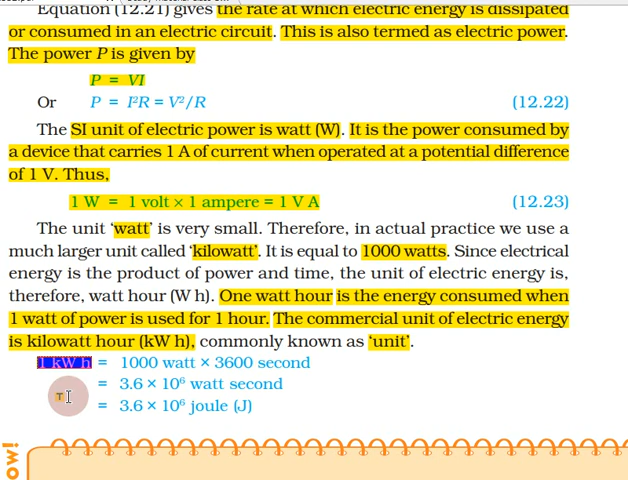 Equation (12.21) gives the rate at which electric energy is dissipated
or consumed in an electric circuit. This is also termed as electric power.
The power P is given by
P = VI
Or P = I²R = V²/R (12.22)
The SI unit of electric power is watt (W). It is the power consumed by
a device that carries 1 A of current when operated at a potential difference
of 1 V. Thus,
1 W = 1 volt × 1 ampere = 1 V A (12.23)
The unit ‘watt’ is very small. Therefore, in actual practice we use a
much larger unit called ‘kilowatt’. It is equal to 1000 watts. Since electrical
energy is the product of power and time, the unit of electric energy is,
therefore, watt hour (W h). One watt hour is the energy consumed when
1 watt of power is used for 1 hour. The commercial unit of electric energy
is kilowatt hour (kW h), commonly known as ‘unit’.
1 kW h = 1000 watt × 3600 second
= 3.6 × 10⁶ watt second
= 3.6 × 10⁶ joule (J)
T
ow!